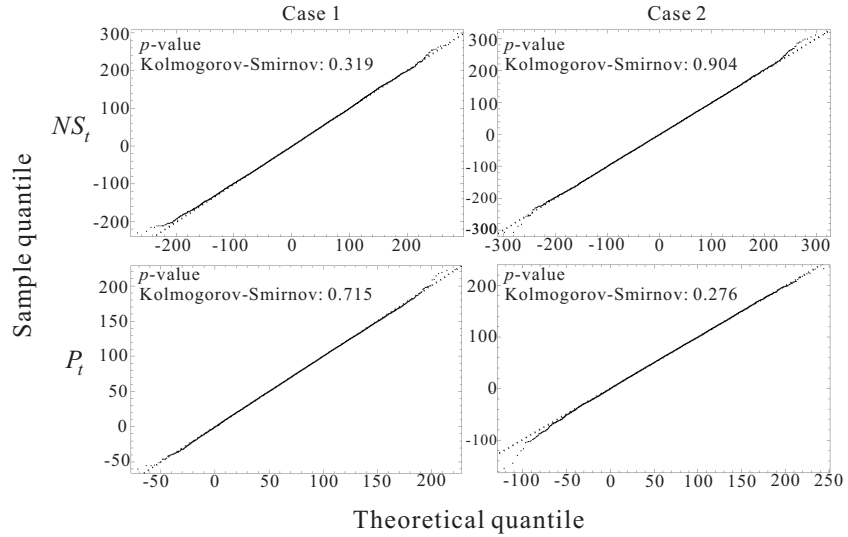 Case 1
Case 2
300
200
100
0
-100
-200
p-value
Kolmogorov-Smirnov: 0.319
-200 -100 0 100 200
300
200
100
0
-100
-200
-300
p-value
Kolmogorov-Smirnov: 0.904
-300 -200 -100 0 100 200 300
NS_t
Sample quantile
P_t
200
150
100
50
0
-50
p-value
Kolmogorov-Smirnov: 0.715
-50 0 50 100 150 200
200
100
0
-100
p-value
Kolmogorov-Smirnov: 0.276
-100 -50 0 50 100 150 200 250
Theoretical quantile